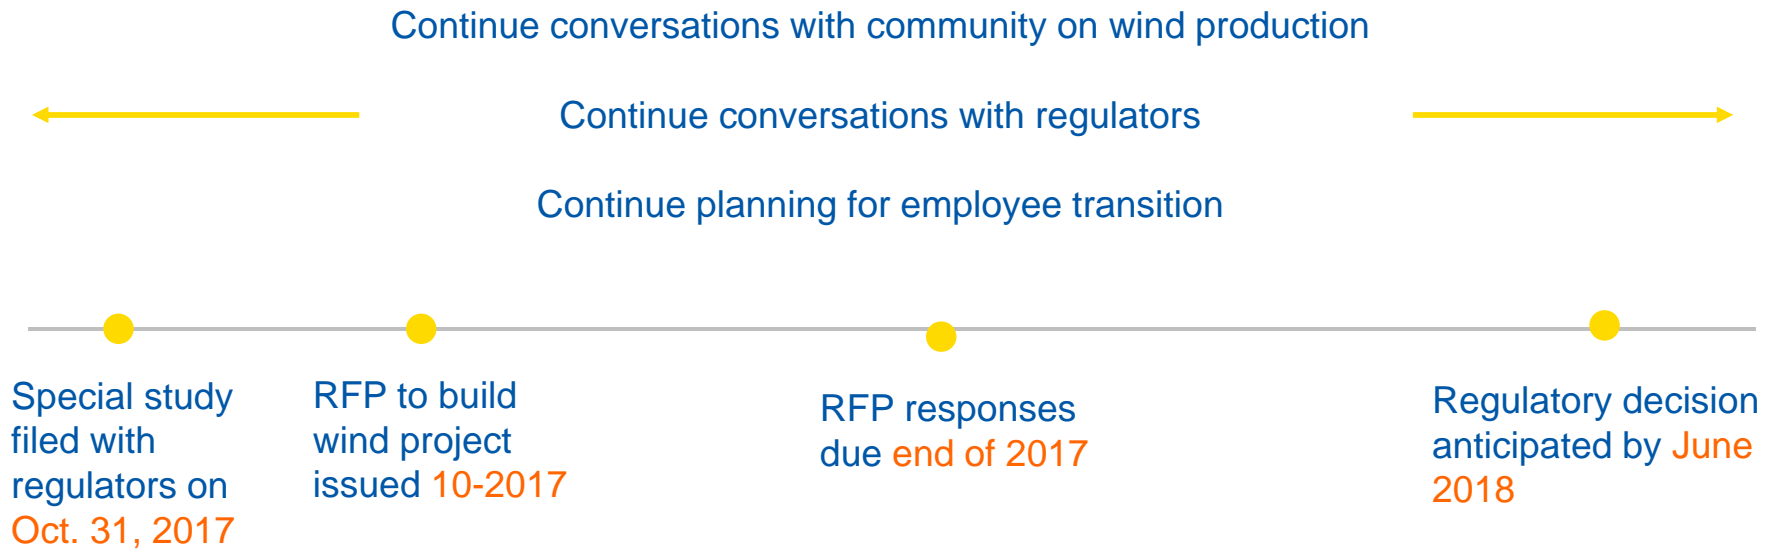 Continue conversations with community on wind production
Continue conversations with regulators
Continue planning for employee transition
Special study
filed with
regulators on
Oct. 31, 2017
RFP to build
wind project
issued 10-2017
RFP responses
due end of 2017
Regulatory decision
anticipated by June
2018